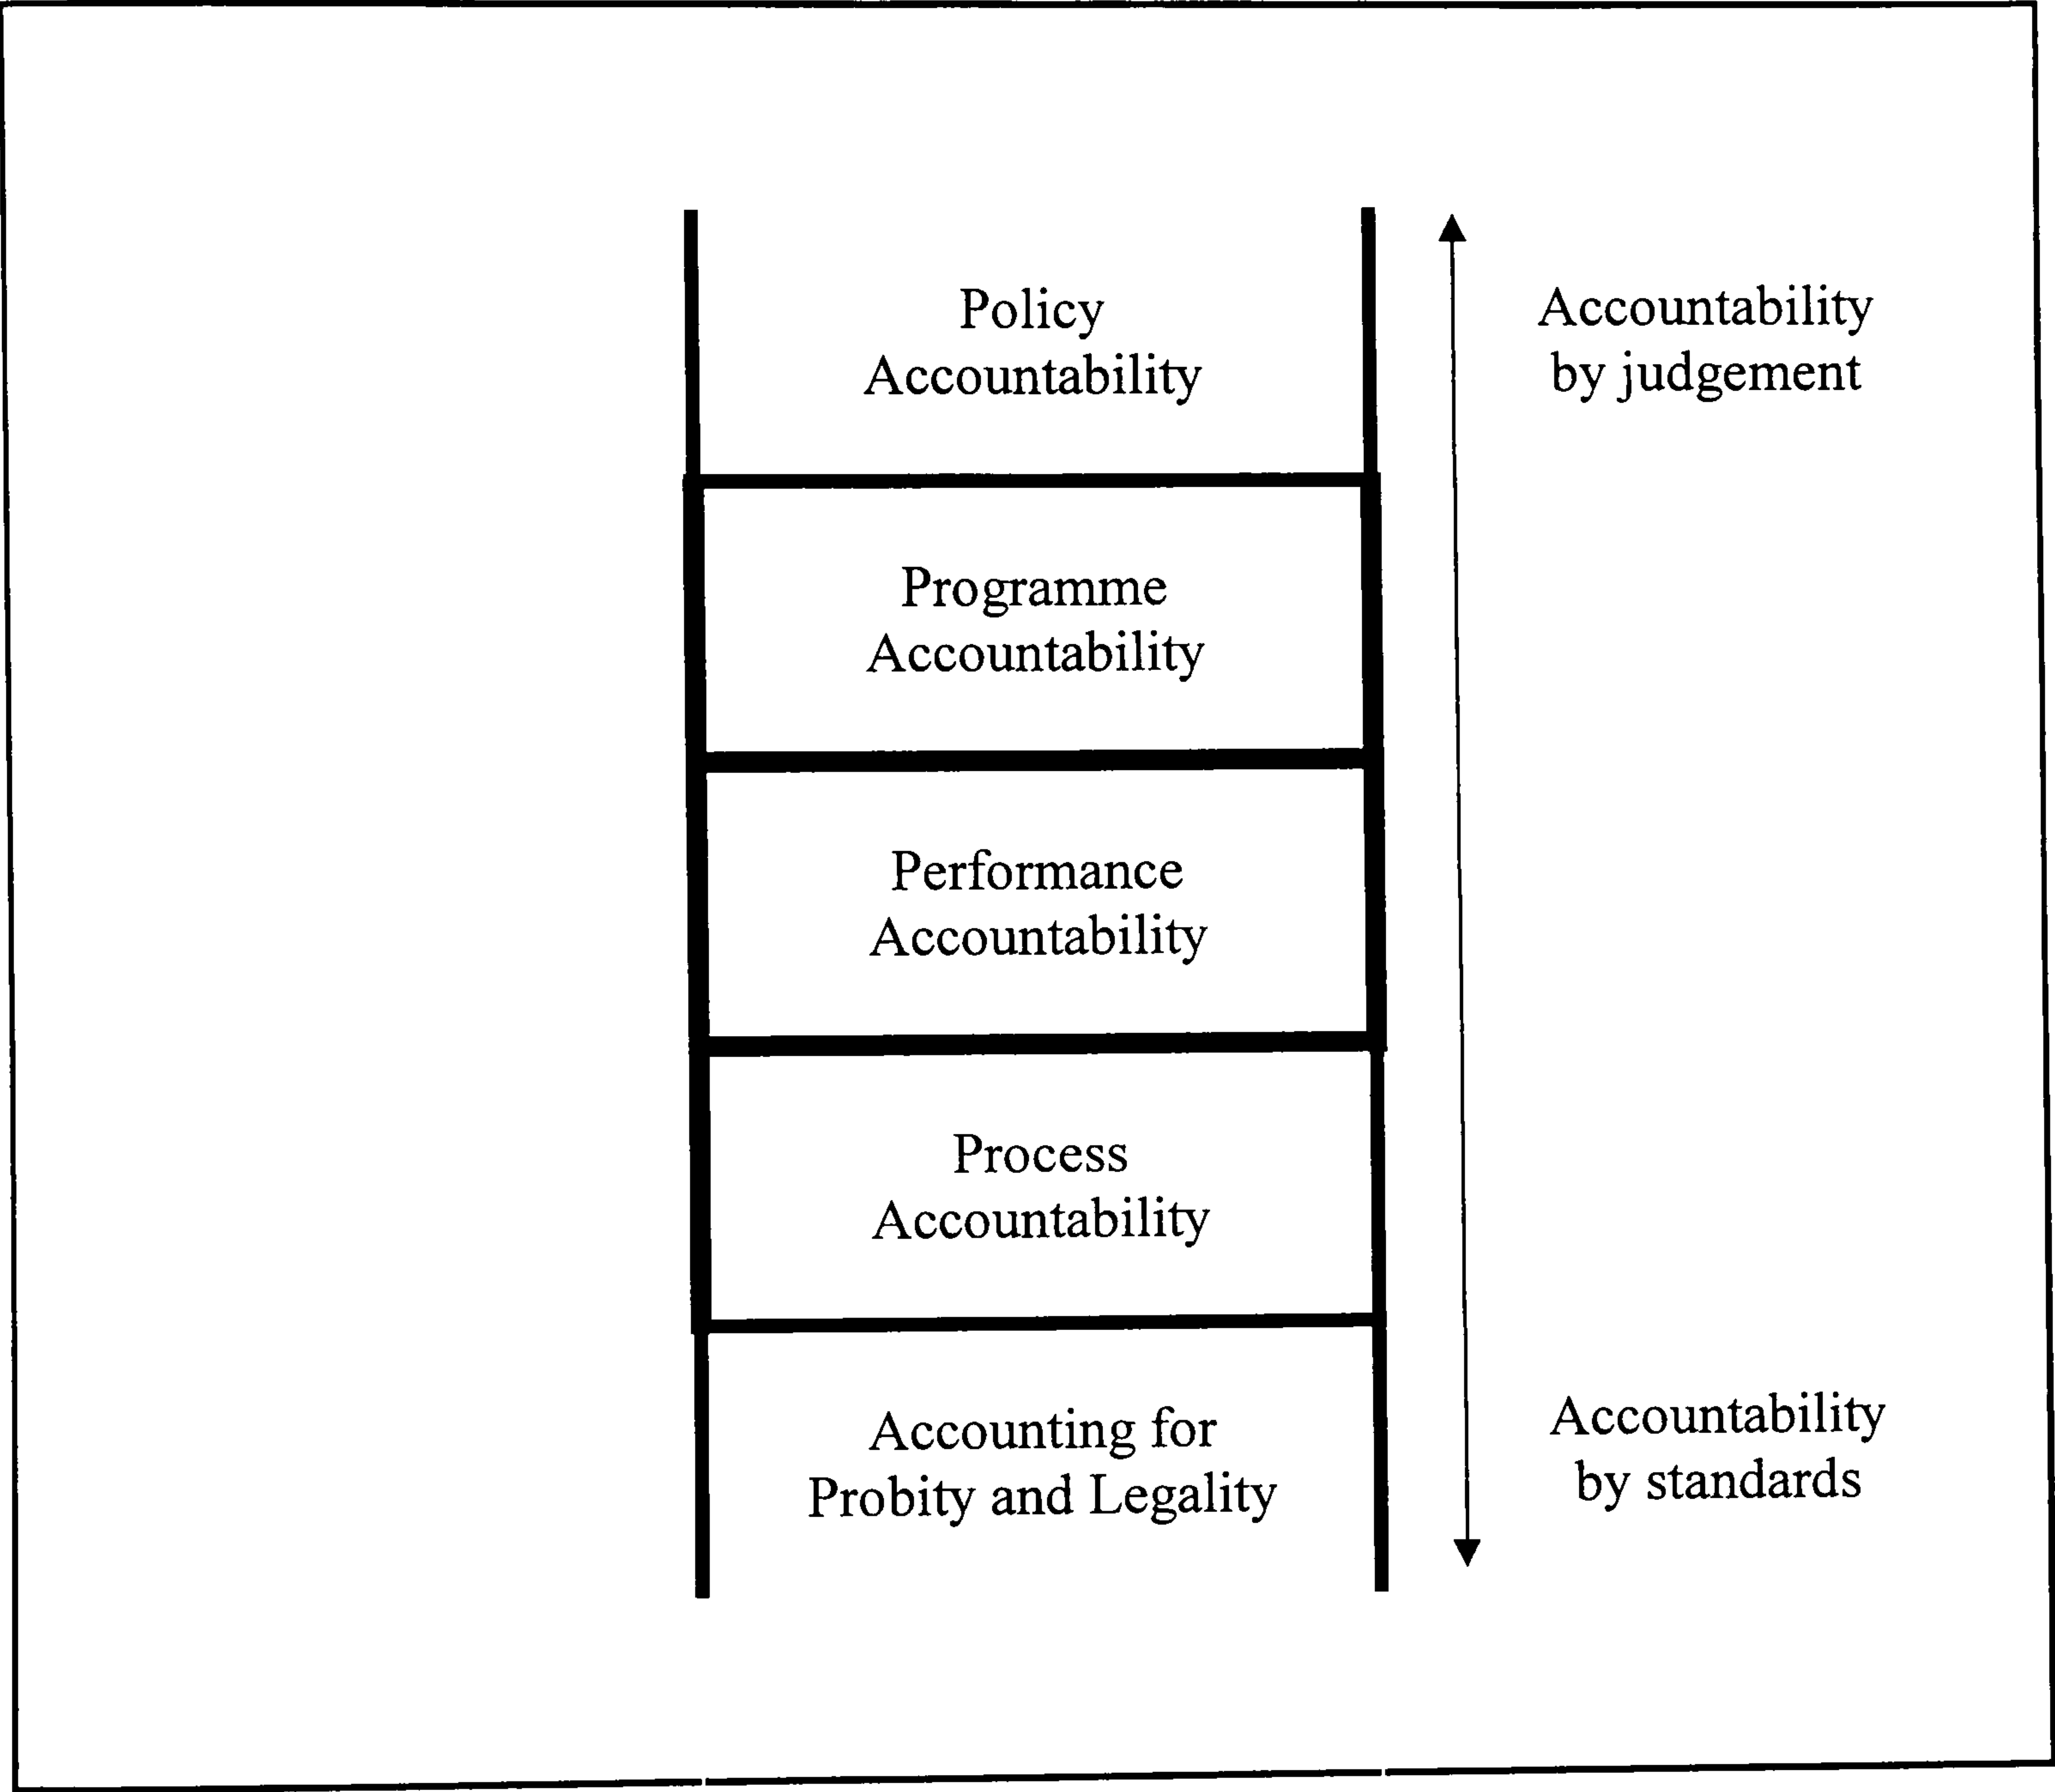 Policy
Accountability
Accountability
by judgement
Programme
Accountability
Performance
Accountability
Process
Accountability
Accounting for
Probity and Legality
Accountability
by standards